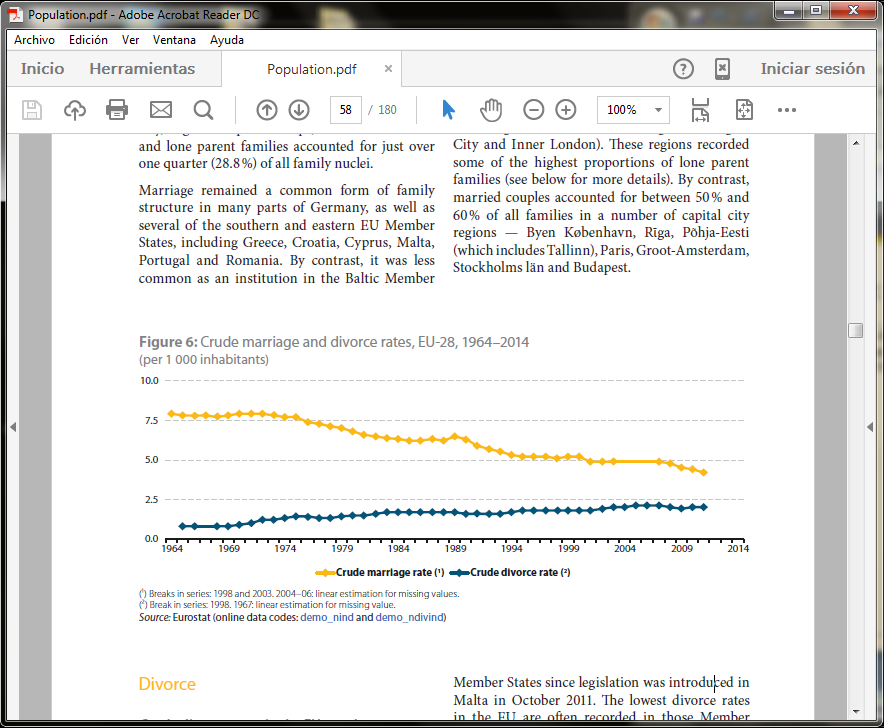 Population.pdf - Adobe Acrobat Reader DC
Archivo Edición Ver Ventana Ayuda
Inicio Herramientas Population.pdf × ? Iniciar sesión
58 / 180 100%
and lone parent families accounted for just over
one quarter (28.8%) of all family nuclei.
Marriage remained a common form of family
structure in many parts of Germany, as well as
several of the southern and eastern EU Member
States, including Greece, Croatia, Cyprus, Malta,
Portugal and Romania. By contrast, it was less
common as an institution in the Baltic Member
City and Inner London). These regions recorded
some of the highest proportions of lone parent
families (see below for more details). By contrast,
married couples accounted for between 50% and
60% of all families in a number of capital city
regions — Byen København, Rīga, Põhja-Eesti
(which includes Tallinn), Paris, Groot-Amsterdam,
Stockholms län and Budapest.
Figure 6: Crude marriage and divorce rates, EU-28, 1964–2014
(per 1 000 inhabitants)
10.0
7.5
5.0
2.5
0.0
1964 1969 1974 1979 1984 1989 1994 1999 2004 2009 2014
Crude marriage rate (¹) Crude divorce rate (²)
(¹) Breaks in series: 1998 and 2003. 2004–06: linear estimation for missing values.
(²) Break in series: 1998. 1967: linear estimation for missing value.
Source: Eurostat (online data codes: demo_nind and demo_ndivind)
Divorce
Member States since legislation was introduced in
Malta in October 2011. The lowest divorce rates
in the EU are often recorded in those Member